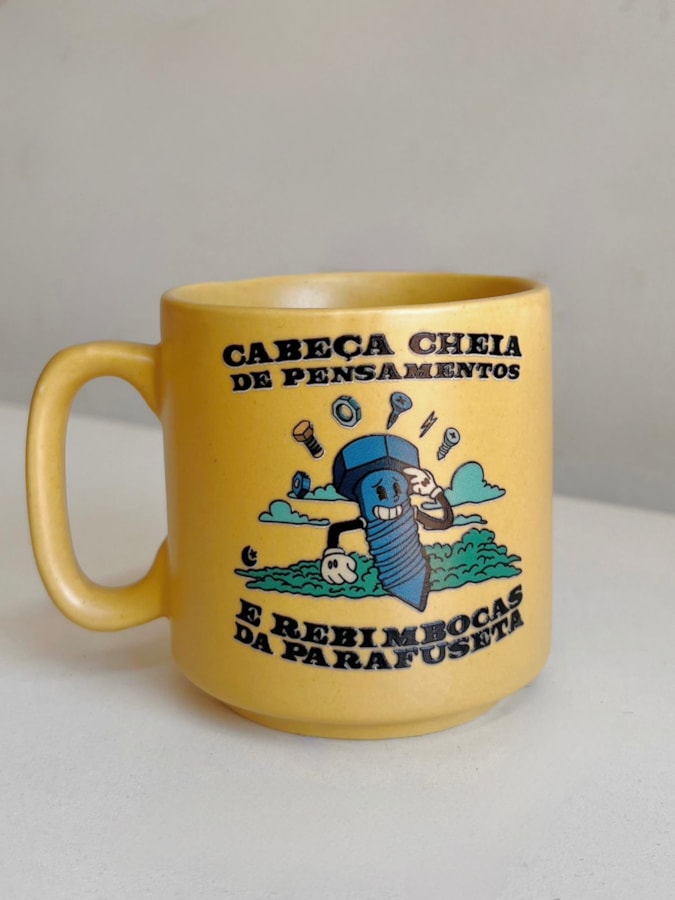 CABEÇA CHEIA
DE PENSAMENTOS
E REBIMBOCAS
DA PARAFUSETA